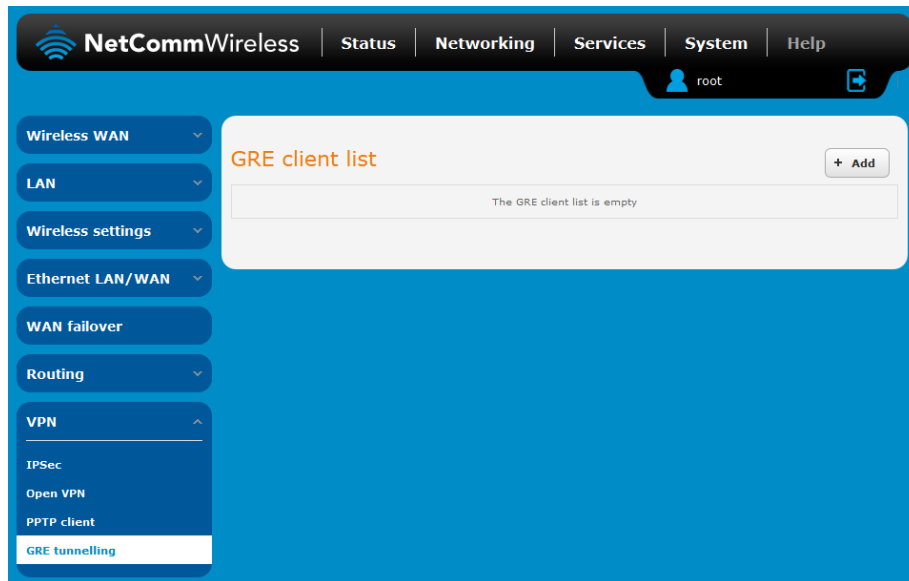 NetCommWireless Status Networking Services System Help
root
Wireless WAN
LAN
Wireless settings
Ethernet LAN/WAN
WAN failover
Routing
VPN
IPSec
Open VPN
PPTP client
GRE tunnelling
GRE client list
+ Add
The GRE client list is empty